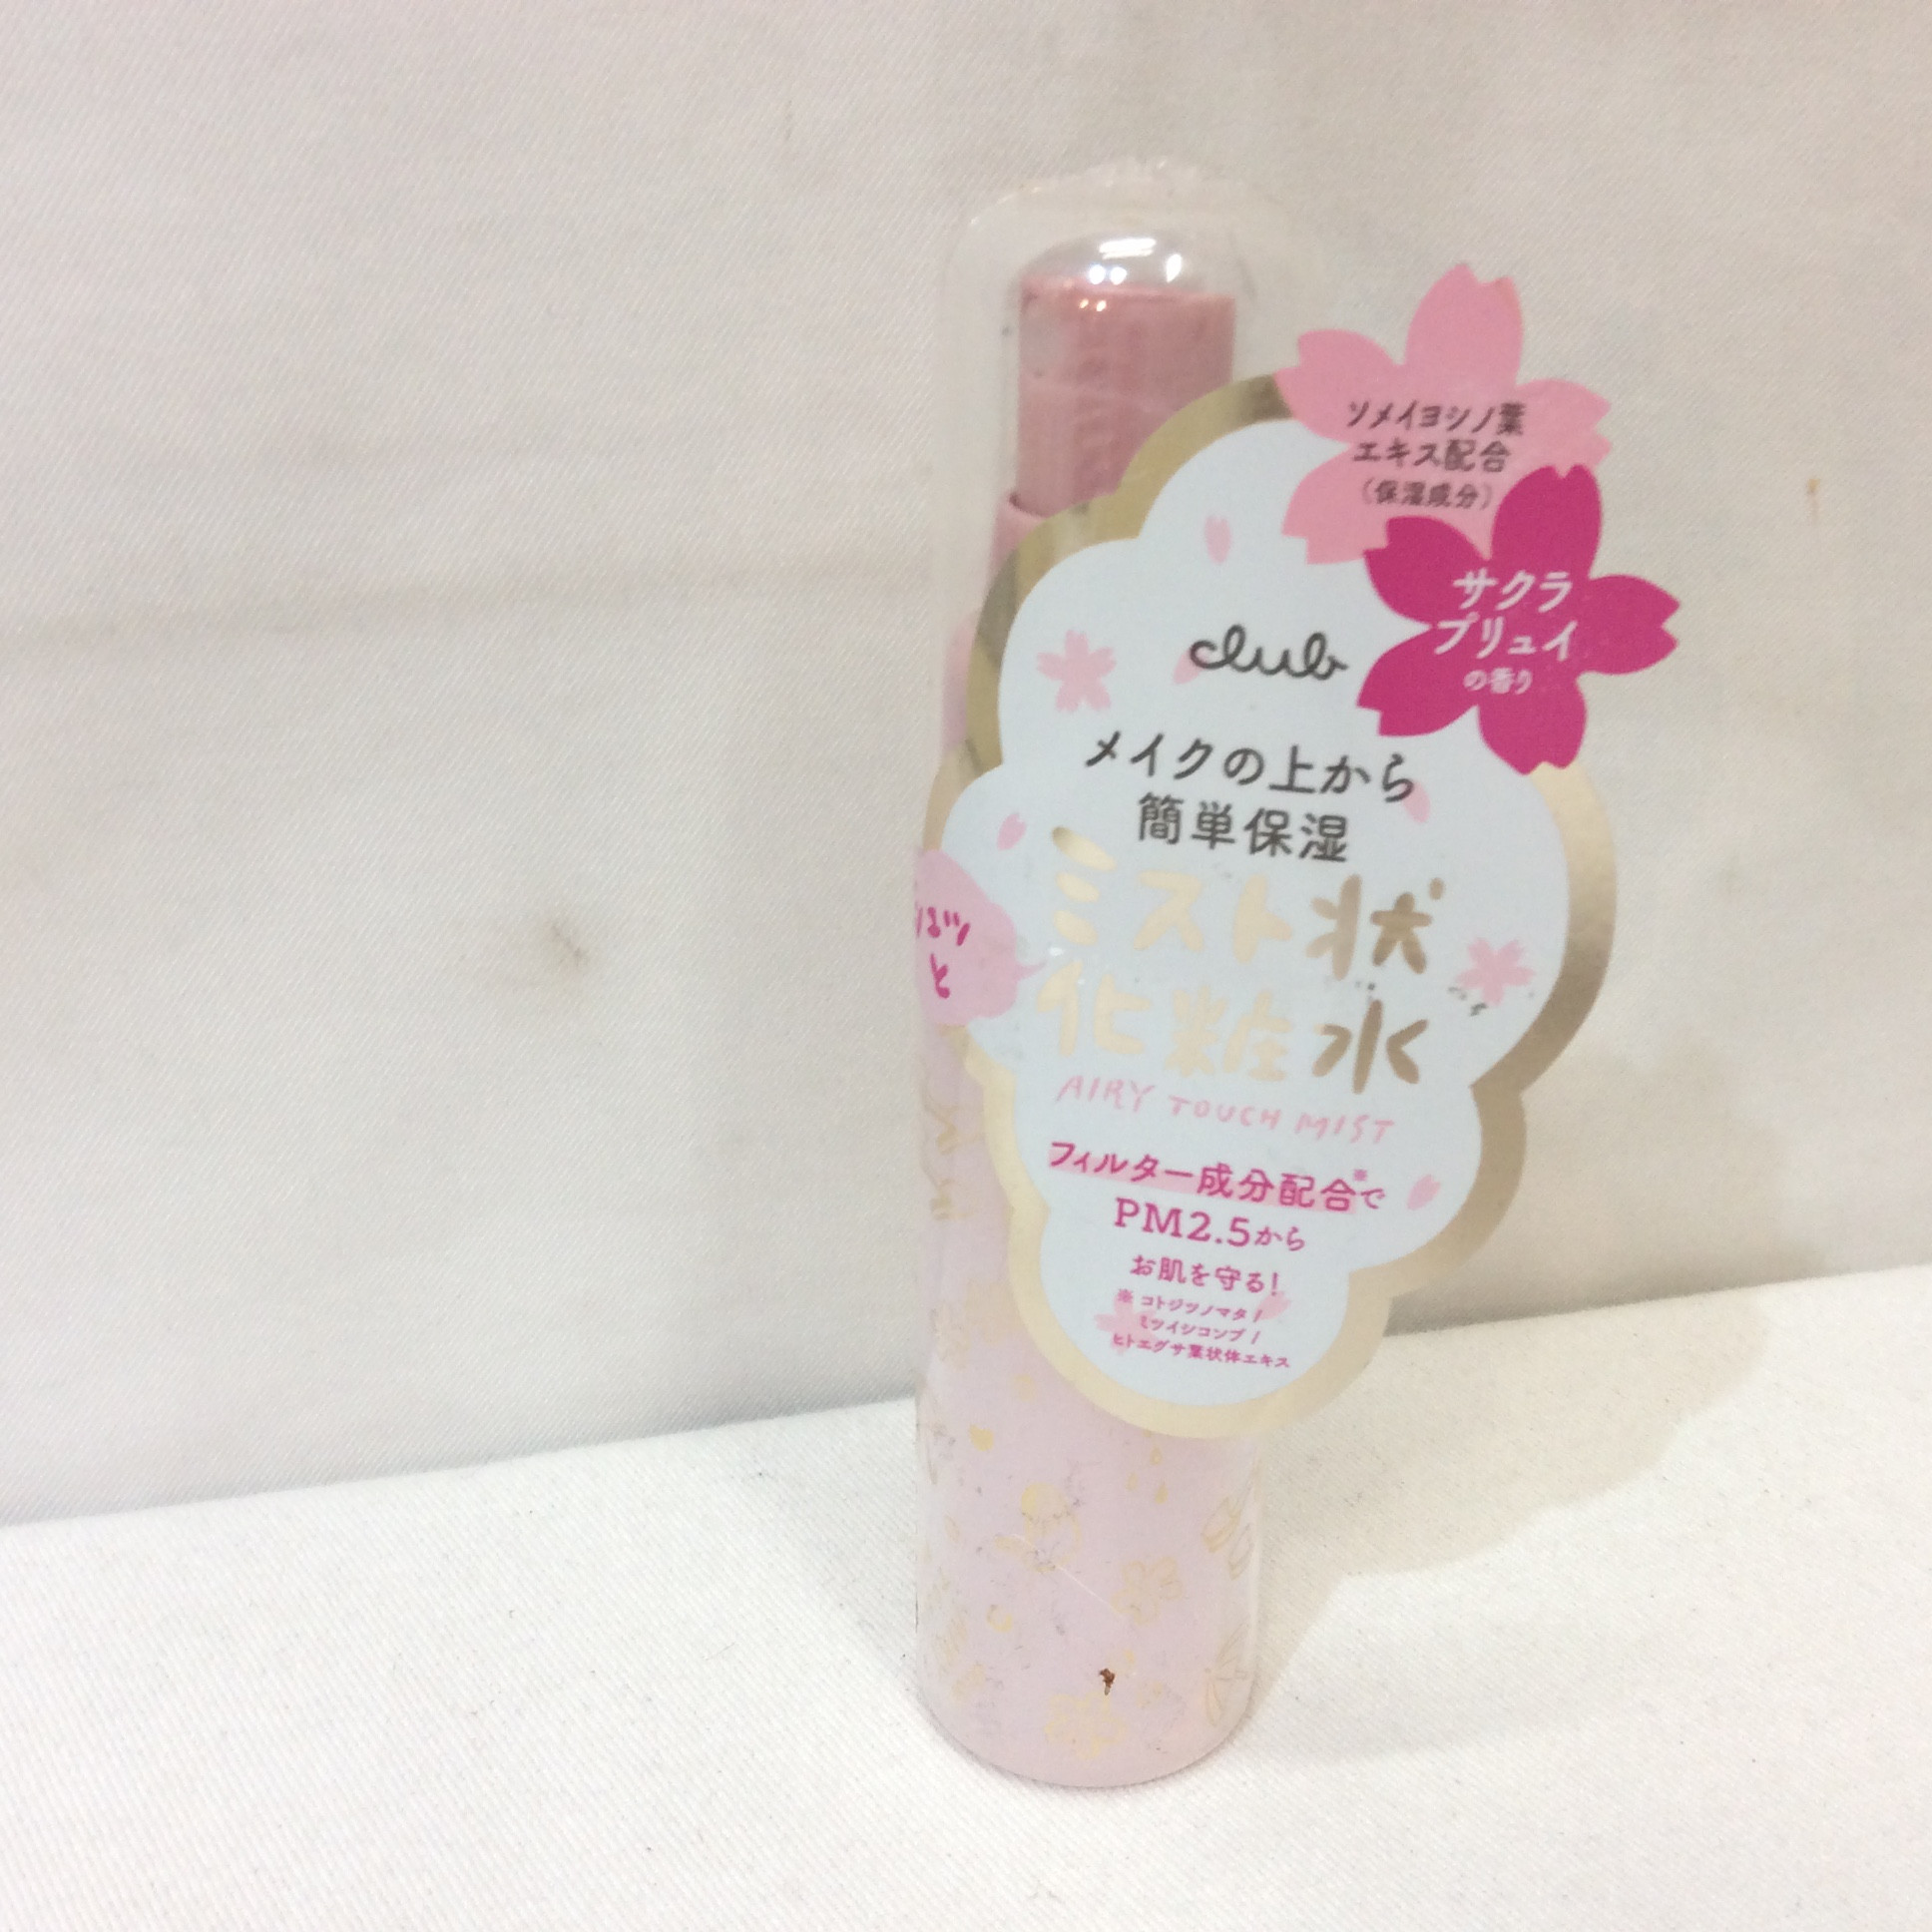 ソメイヨシノ葉
エキス配合
(保湿成分)
サクラ
ブリュイ
の香り
club
メイクの上から
簡単保湿
ミスト状
化粧水
と
AIRY TOUCH MIST
フィルター成分配合※で
PM2.5から
お肌を守る!
※ コトジツノマタ/
ミツイシコンブ/
ヒトエグサ葉状体エキス